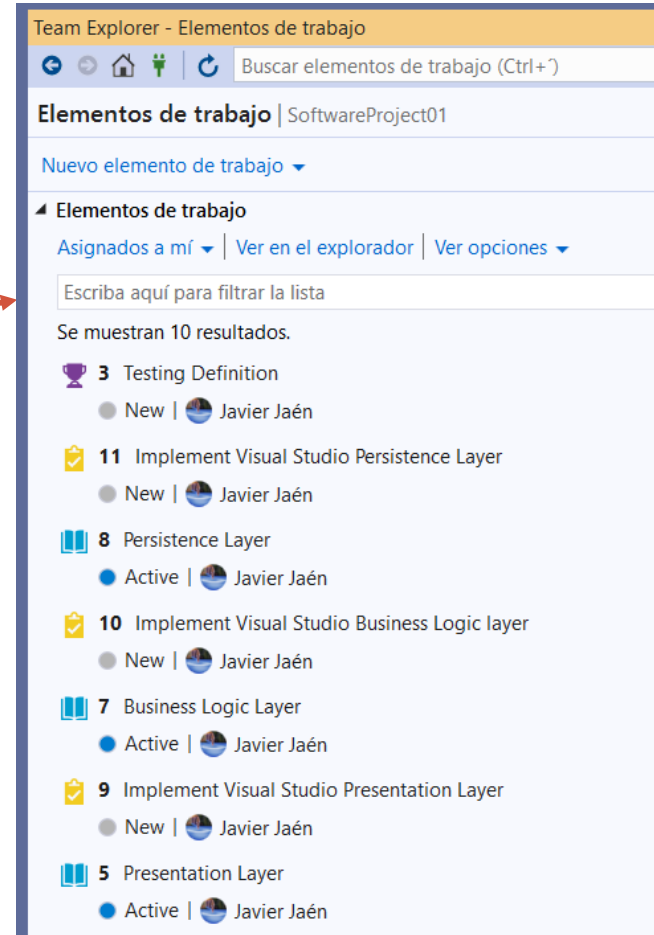 Team Explorer - Elementos de trabajo
Buscar elementos de trabajo (Ctrl+´)
Elementos de trabajo | SoftwareProject01
Nuevo elemento de trabajo
Elementos de trabajo
Asignados a mí | Ver en el explorador | Ver opciones
Escriba aquí para filtrar la lista
Se muestran 10 resultados.
3 Testing Definition
New | Javier Jaén
11 Implement Visual Studio Persistence Layer
New | Javier Jaén
8 Persistence Layer
Active | Javier Jaén
10 Implement Visual Studio Business Logic layer
New | Javier Jaén
7 Business Logic Layer
Active | Javier Jaén
9 Implement Visual Studio Presentation Layer
New | Javier Jaén
5 Presentation Layer
Active | Javier Jaén